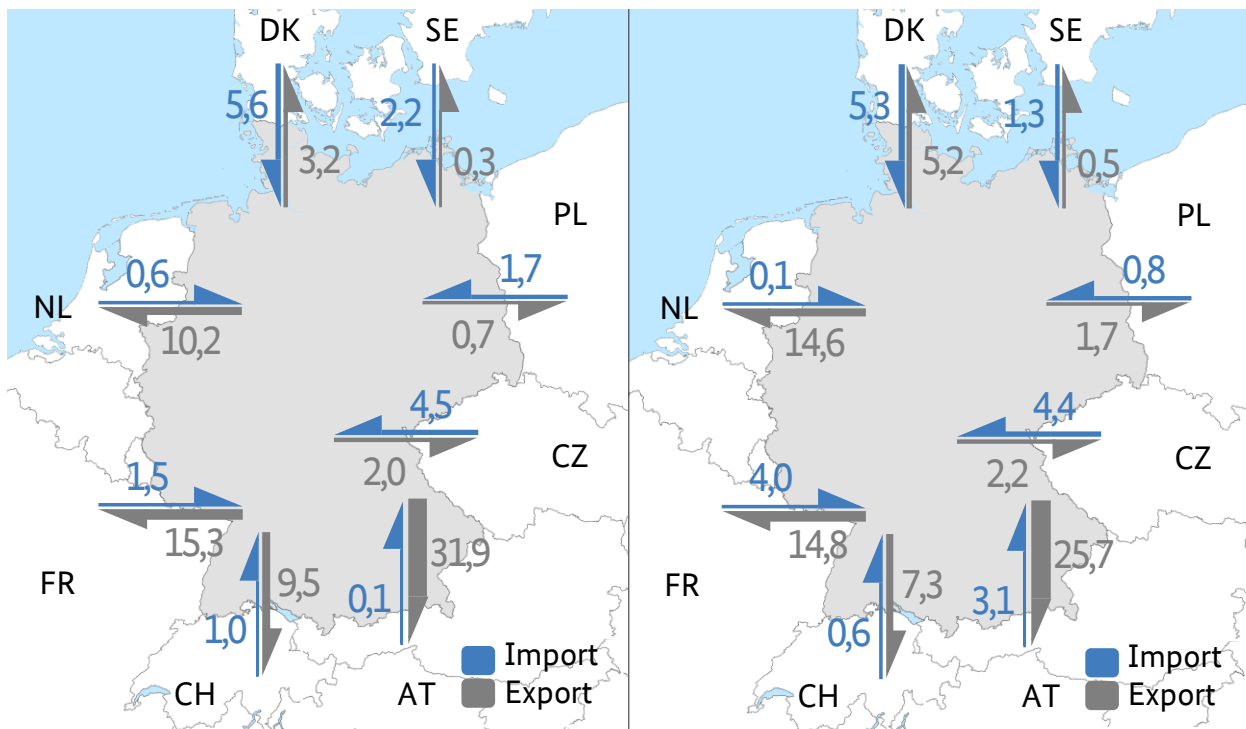 DK
SE
5,6
2,2
3,2
0,3
PL
0,6
1,7
NL
10,2
0,7
4,5
CZ
2,0
1,5
15,3
31,9
FR
9,5
0,1
1,0
Import
CH
AT
Export
DK
SE
5,3
1,3
5,2
0,5
PL
0,1
0,8
NL
14,6
1,7
4,4
CZ
2,2
4,0
14,8
25,7
FR
7,3
3,1
0,6
Import
CH
AT
Export